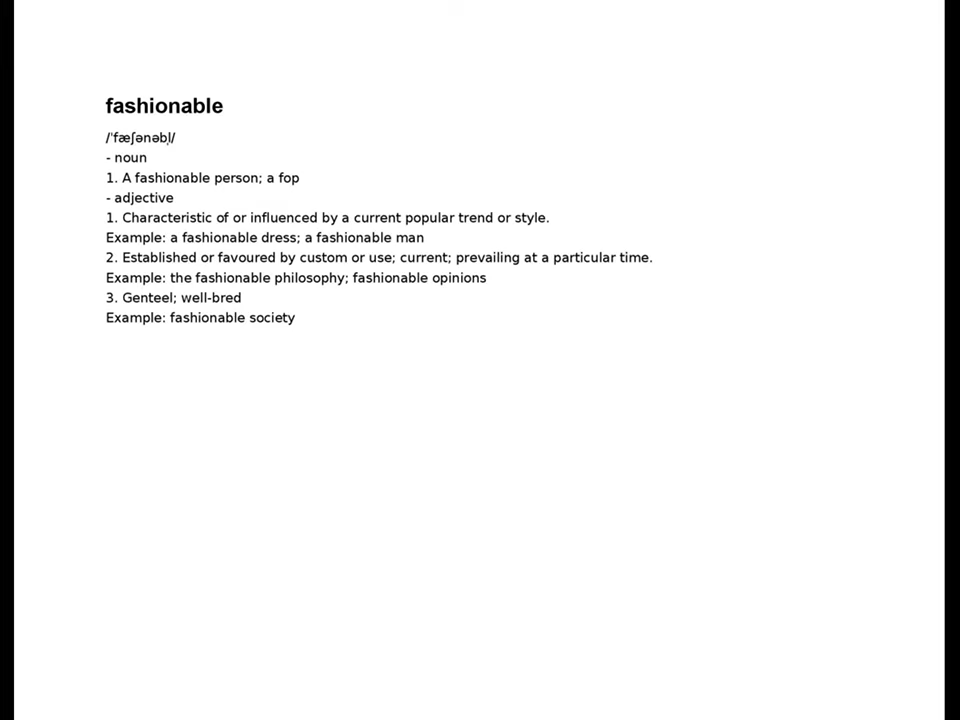 fashionable
/ˈfæʃənəbl̩/
- noun
1. A fashionable person; a fop
- adjective
1. Characteristic of or influenced by a current popular trend or style.
Example: a fashionable dress; a fashionable man
2. Established or favoured by custom or use; current; prevailing at a particular time.
Example: the fashionable philosophy; fashionable opinions
3. Genteel; well-bred
Example: fashionable society